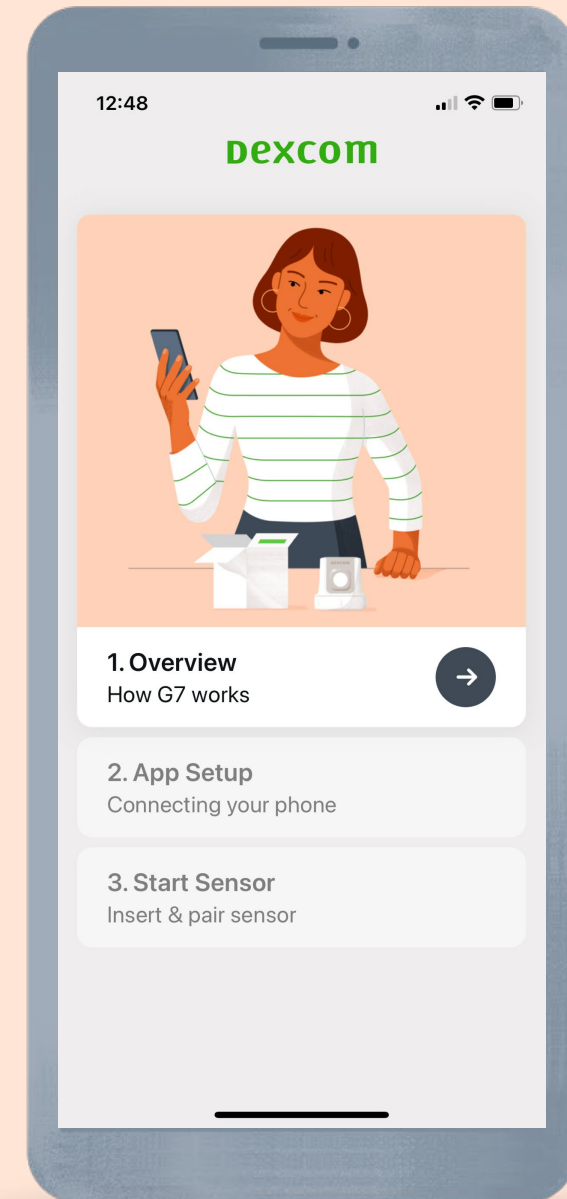 12:48
Dexcom
1. Overview
How G7 works
2. App Setup
Connecting your phone
3. Start Sensor
Insert & pair sensor